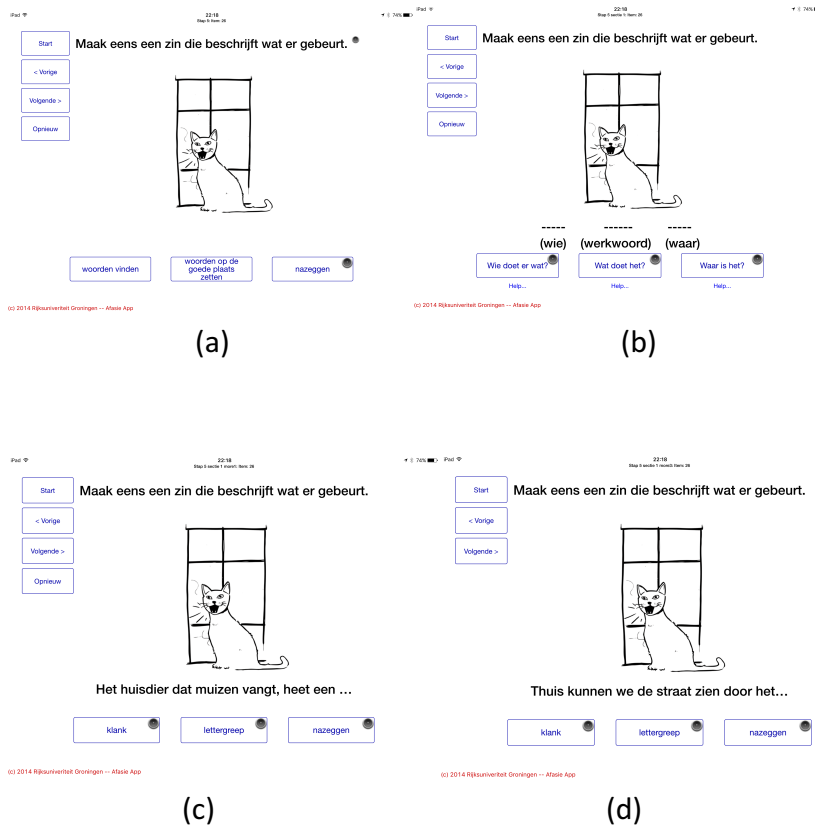 iPad 22:18 74%
Stap 5: Item: 26
Start
Maak eens een zin die beschrijft wat er gebeurt.
< Vorige
Volgende >
Opnieuw
woorden vinden
woorden op de
goede plaats
zetten
nazeggen
(c) 2014 Rijksuniveriteit Groningen -- Afasie App
(a)
iPad 22:18 74%
Stap 5 sectie 1: Item: 26
Start
Maak eens een zin die beschrijft wat er gebeurt.
< Vorige
Volgende >
Opnieuw
----- ------ -----
(wie) (werkwoord) (waar)
Wie doet er wat? Wat doet het? Waar is het?
Help... Help... Help...
(c) 2014 Rijksuniveriteit Groningen -- Afasie App
(b)
iPad 22:18 74%
Stap 5 sectie 1 more1: Item: 26
Start
Maak eens een zin die beschrijft wat er gebeurt.
< Vorige
Volgende >
Opnieuw
Het huisdier dat muizen vangt, heet een …
klank lettergreep nazeggen
(c) 2014 Rijksuniveriteit Groningen -- Afasie App
(c)
iPad 22:18
Stap 5 sectie 1 more3: Item: 26
Start
Maak eens een zin die beschrijft wat er gebeurt.
< Vorige
Volgende >
Thuis kunnen we de straat zien door het...
klank lettergreep nazeggen
(c) 2014 Rijksuniveriteit Groningen -- Afasie App
(d)